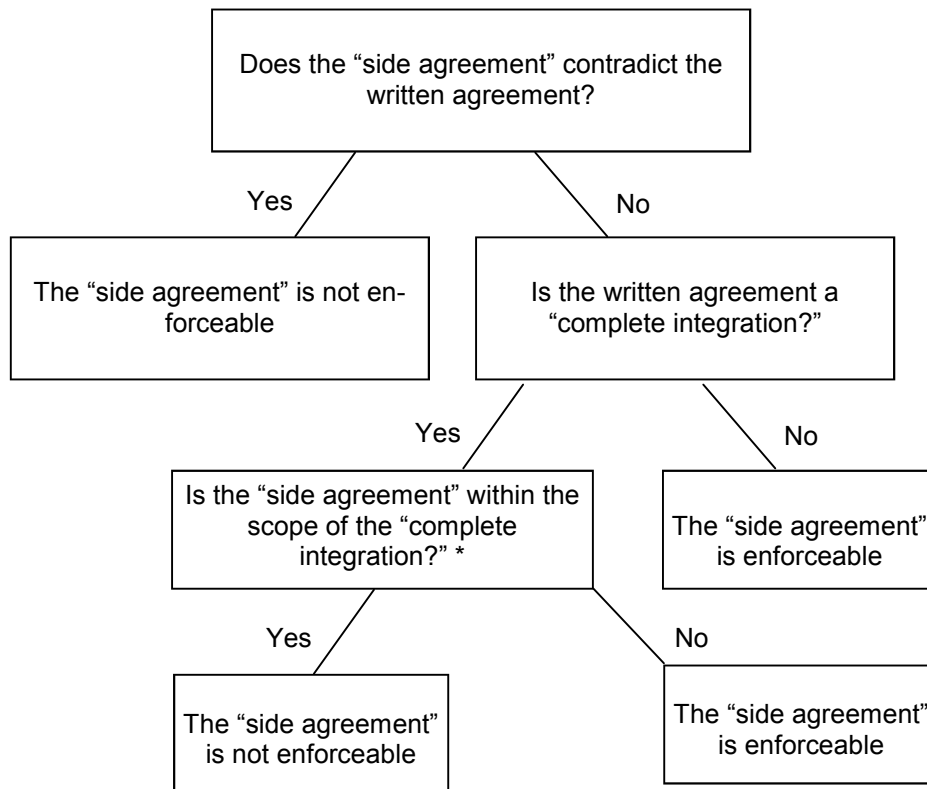 Does the “side agreement” contradict the
written agreement?
Yes
No
The “side agreement” is not en-
forceable
Is the written agreement a
“complete integration?”
Yes
No
Is the “side agreement” within the
scope of the “complete
integration?” *
The “side agreement”
is enforceable
Yes
No
The “side agreement”
is not enforceable
The “side agreement”
is enforceable